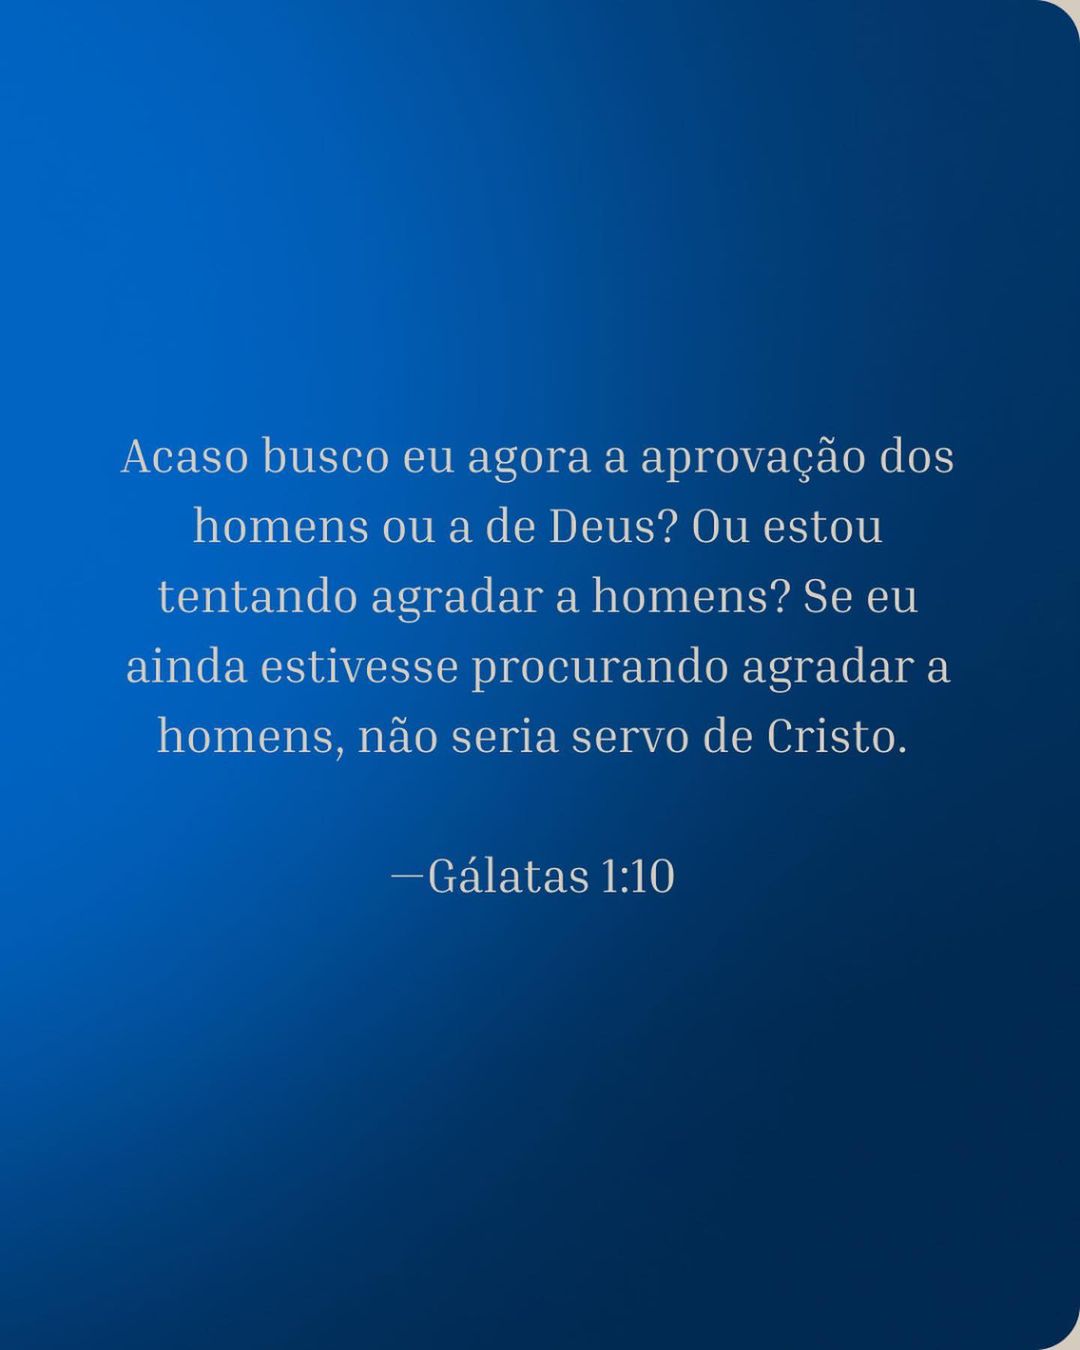 Acaso busco eu agora a aprovação dos
homens ou a de Deus? Ou estou
tentando agradar a homens? Se eu
ainda estivesse procurando agradar a
homens, não seria servo de Cristo.
—Gálatas 1:10